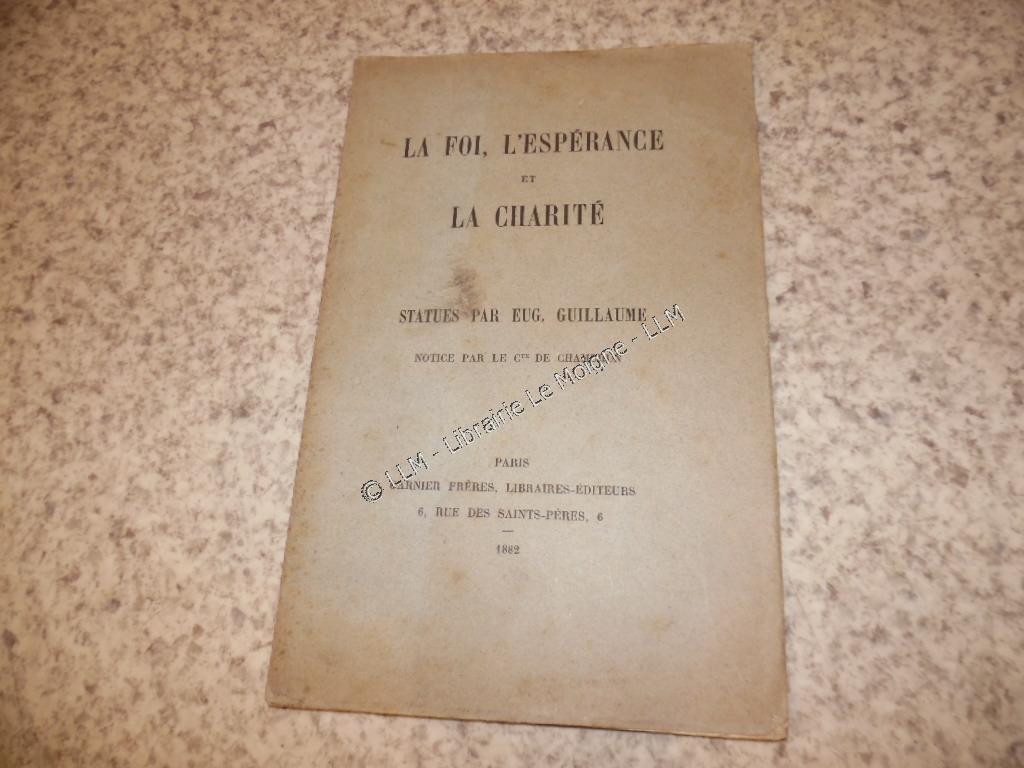 LA FOI, L'ESPÉRANCE
ET
LA CHARITÉ
STATUES PAR EUG. GUILLAUME
NOTICE PAR LE Cᵗᵉ DE
© LLM - Librairie Le Moigne - LLM
PARIS
GARNIER FRÈRES, LIBRAIRES-ÉDITEURS
6, RUE DES SAINTS-PÈRES, 6
1882